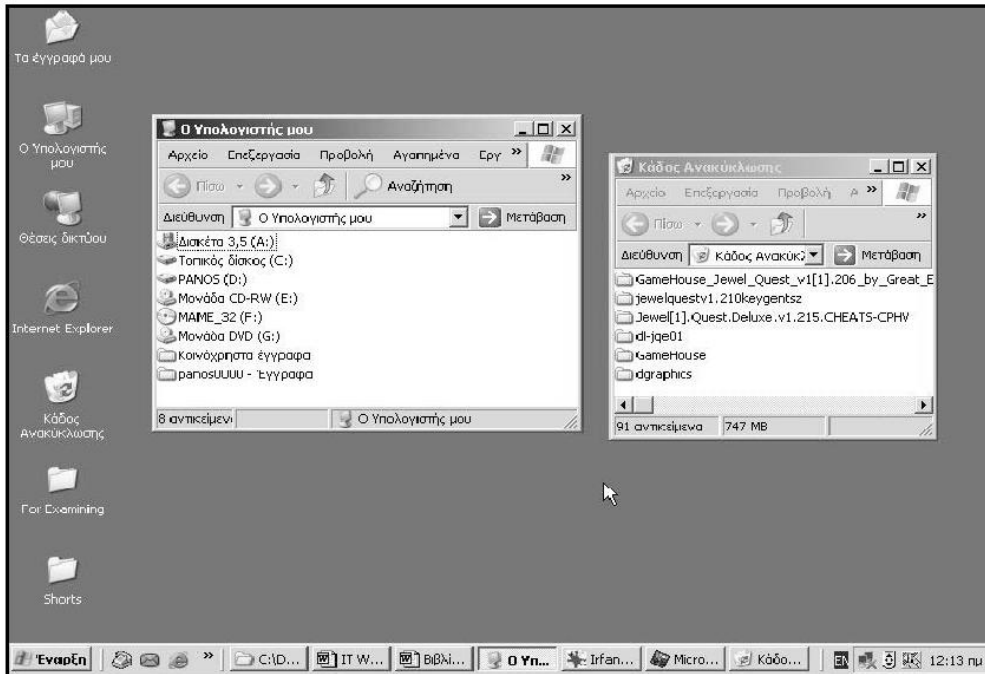 Τα έγγραφά μου
Ο Υπολογιστής
μου
Θέσεις δικτύου
Internet Explorer
Κάδος
Ανακύκλωσης
For Examining
Shorts
Ο Υπολογιστής μου
Αρχείο Επεξεργασία Προβολή Αγαπημένα Εργ »
Πίσω Αναζήτηση »
Διεύθυνση Ο Υπολογιστής μου Μετάβαση
Δισκέτα 3,5 (A:)
Τοπικός δίσκος (C:)
PANOS (D:)
Μονάδα CD-RW (E:)
MAME_32 (F:)
Μονάδα DVD (G:)
Κοινόχρηστα έγγραφα
panos0000 - Έγγραφα
8 αντικείμενα Ο Υπολογιστής μου
Κάδος Ανακύκλωσης
Αρχείο Επεξεργασία Προβολή Α »
Πίσω »
Διεύθυνση Κάδος Ανακύκλ Μετάβαση
GameHouse_Jewel_Quest_v1[1].206_by_Great_E
jewelquestv1.210keygentsz
Jewel[1].Quest.Deluxe.v1.215.CHEATS-CPHV
dl-jqe01
GameHouse
dgraphics
91 αντικείμενα 747 MB
Έναρξη » C:\D... IT W... Βιβλι... Ο Υπ... Irfan... Micro... Κάδο... EN 12:13 πμ